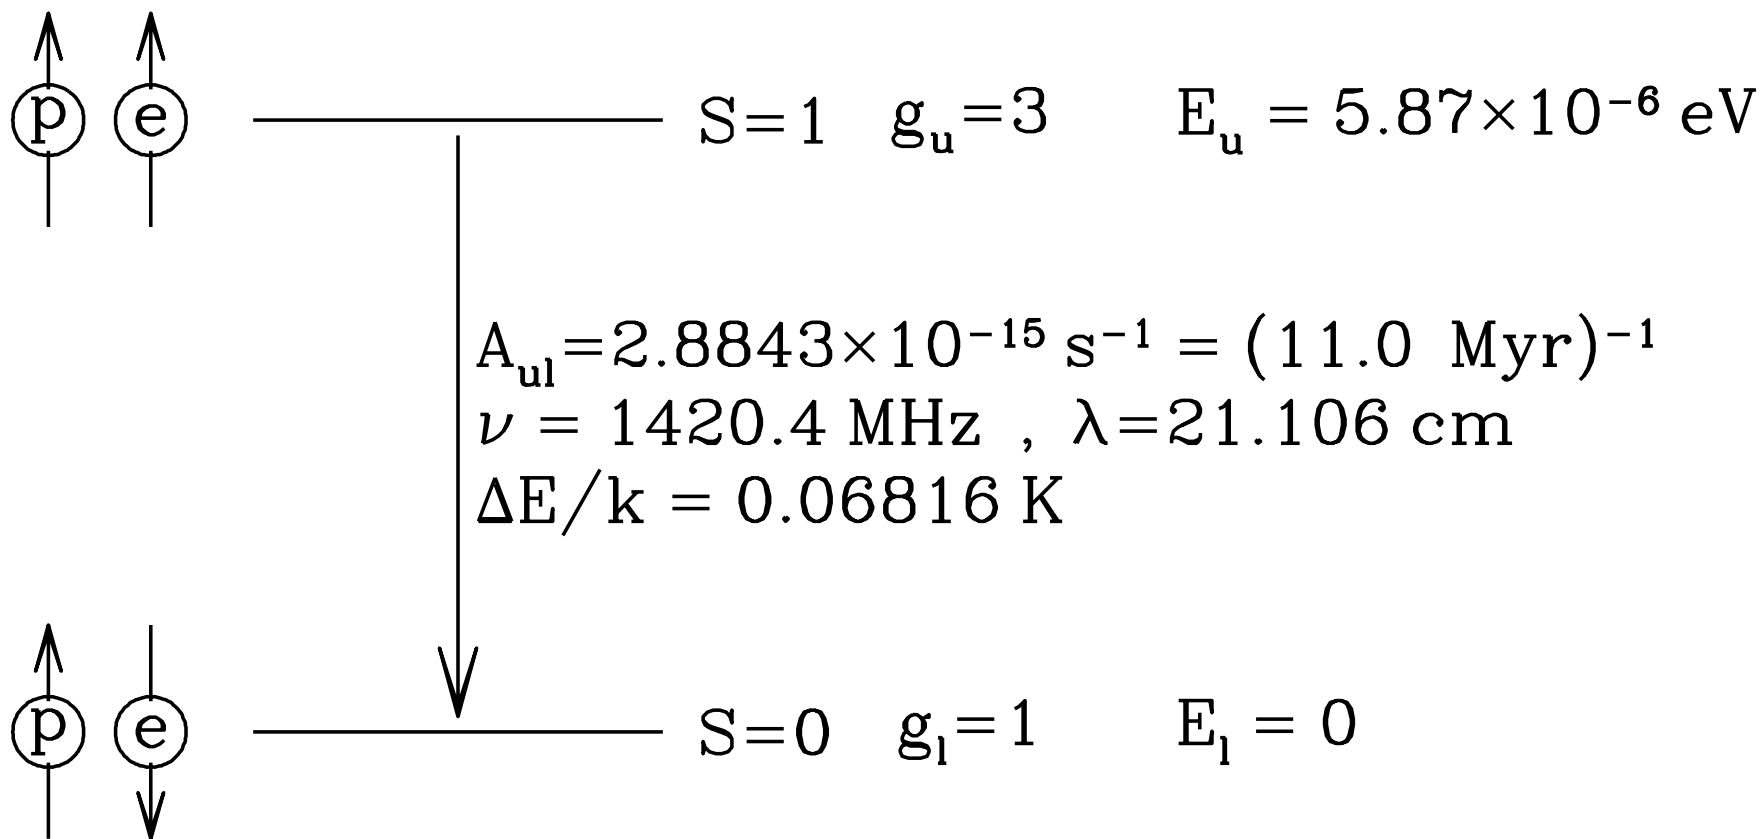 p e S=1 g_u=3 E_u = 5.87×10⁻⁶ eV
A_ul=2.8843×10⁻¹⁵ s⁻¹ = (11.0 Myr)⁻¹
ν = 1420.4 MHz , λ=21.106 cm
ΔE/k = 0.06816 K
p e S=0 g_l=1 E_l = 0